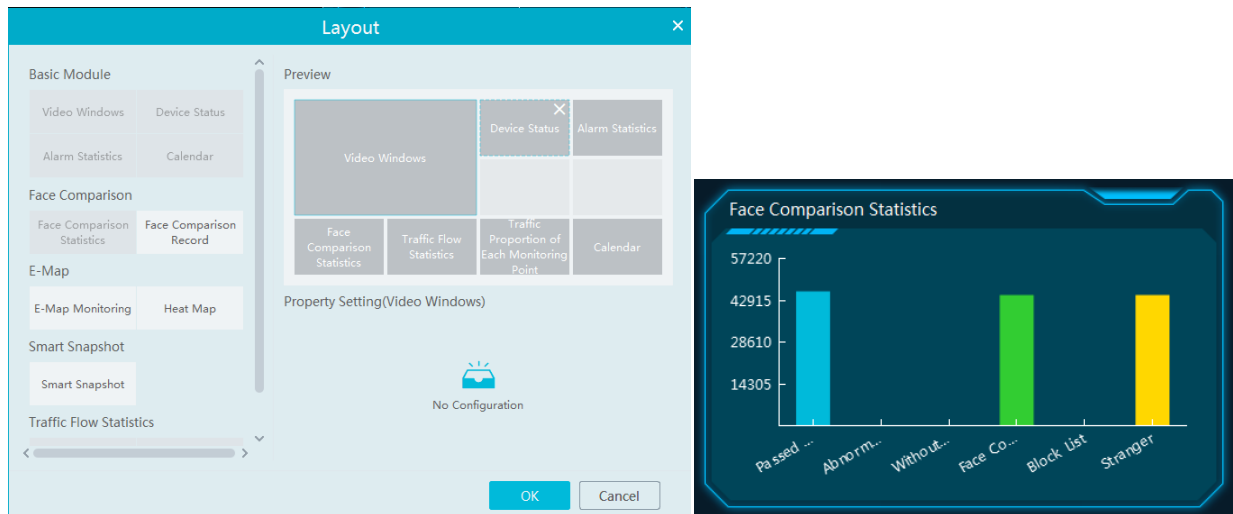 Layout
Basic Module
Video Windows
Device Status
Alarm Statistics
Calendar
Face Comparison
Face Comparison
Statistics
Face Comparison
Record
E-Map
E-Map Monitoring
Heat Map
Smart Snapshot
Smart Snapshot
Traffic Flow Statistics
Preview
Video Windows
Device Status
Alarm Statistics
Face
Comparison
Statistics
Traffic Flow
Statistics
Traffic
Proportion of
Each Monitoring
Point
Calendar
Property Setting(Video Windows)
No Configuration
OK
Cancel
Face Comparison Statistics
57220
42915
28610
14305
Passed ...
Abnorm...
Without...
Face Co...
Block List
Stranger